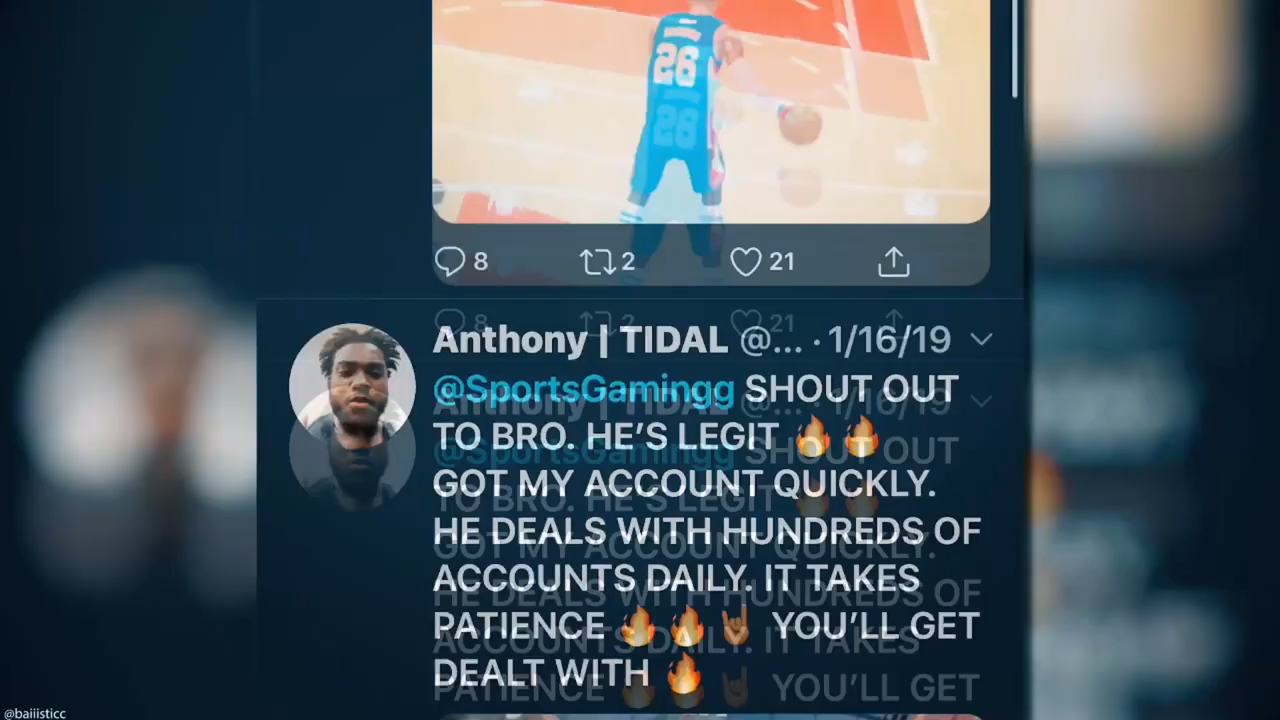 26
8 2 21
Anthony | TIDAL @... · 1/16/19
@SportsGamingg SHOUT OUT
TO BRO. HE’S LEGIT 🔥 🔥
GOT MY ACCOUNT QUICKLY.
HE DEALS WITH HUNDREDS OF
ACCOUNTS DAILY. IT TAKES
PATIENCE 🔥 🔥 🤘🏾 YOU’LL GET
DEALT WITH 🔥
@baiiisticc